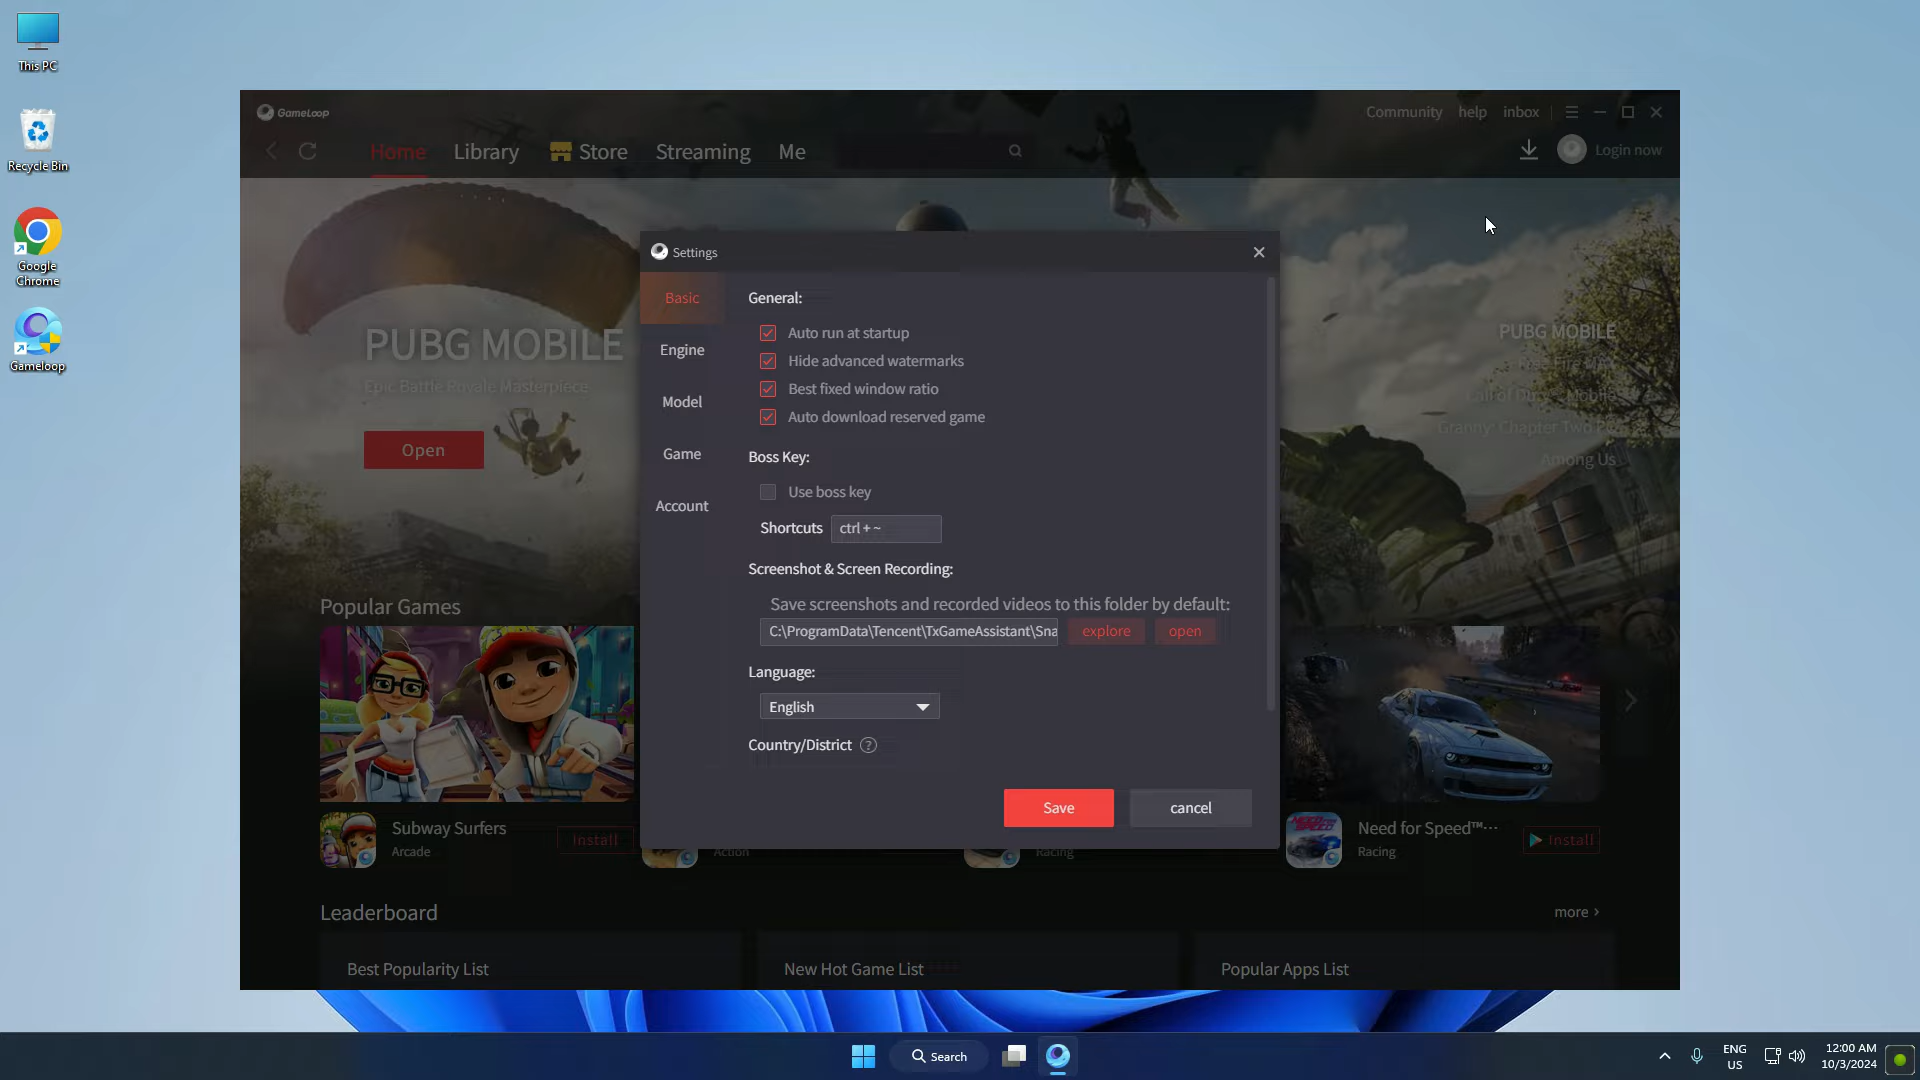 This PC
Recycle Bin
Google
Chrome
Gameloop
GameLoop
Community
help
inbox
Home
Library
Store
Streaming
Me
Login now
PUBG MOBILE
Epic Battle Royale Masterpiece
Open
PUBG MOBILE
Free Fire MAX
Call of Duty: Mobile
Granny: Chapter Two PC
Among Us
Settings
Basic
Engine
Model
Game
Account
General:
Auto run at startup
Hide advanced watermarks
Best fixed window ratio
Auto download reserved game
Boss Key:
Use boss key
Shortcuts ctrl + ~
Screenshot & Screen Recording:
Save screenshots and recorded videos to this folder by default:
C:\ProgramData\Tencent\TxGameAssistant\Sna
explore
open
Language:
English
Country/District ?
Save
cancel
Popular Games
Subway Surfers
Arcade
Install
Action
Racing
Need for Speed™···
Racing
Install
Leaderboard
more ›
Best Popularity List
New Hot Game List
Popular Apps List
Search
ENG
US
12:00 AM
10/3/2024